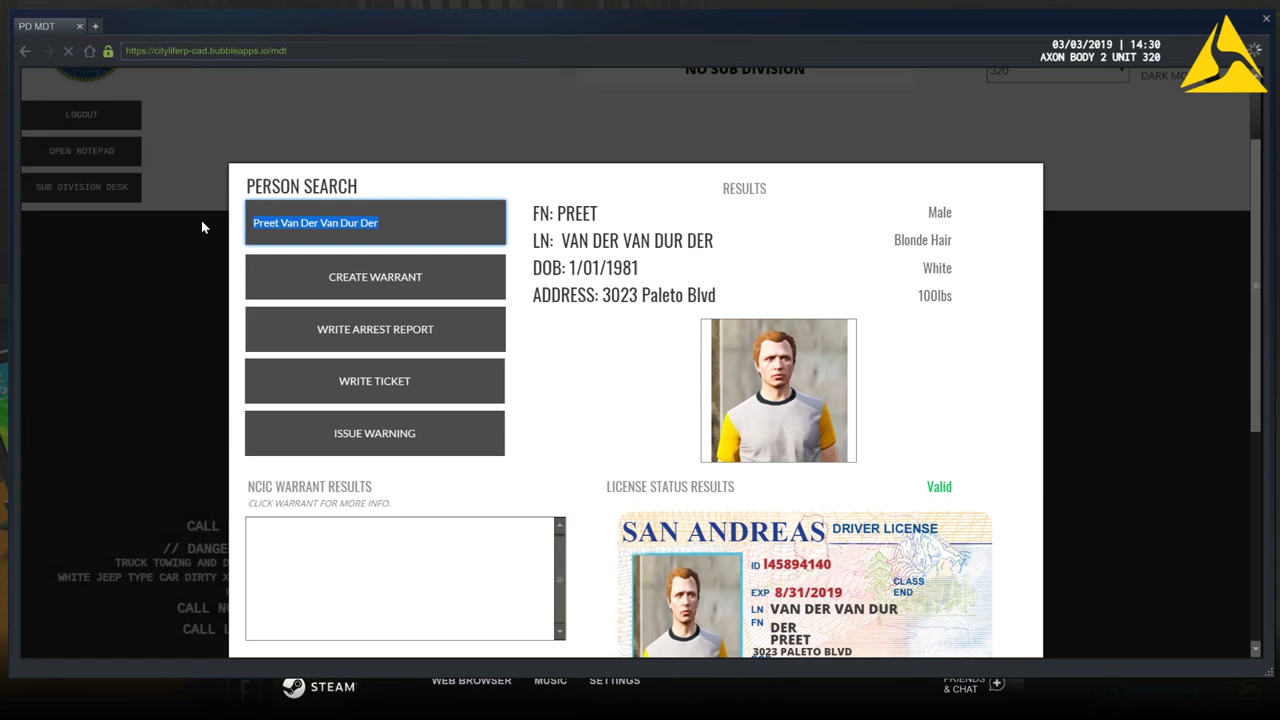 PD MDT
https://cityliferp-cad.bubbleapps.io/mdt
03/03/2019 | 14:30
AXON BODY 2 UNIT 320
NO SUB DIVISION
320
LOGOUT
OPEN NOTEPAD
SUB DIVISION DESK
PERSON SEARCH
Preet Van Der Van Dur Der
CREATE WARRANT
WRITE ARREST REPORT
WRITE TICKET
ISSUE WARNING
RESULTS
FN: PREET
Male
LN: VAN DER VAN DUR DER
Blonde Hair
DOB: 1/01/1981
White
ADDRESS: 3023 Paleto Blvd
100lbs
NCIC WARRANT RESULTS
CLICK WARRANT FOR MORE INFO.
LICENSE STATUS RESULTS
Valid
SAN ANDREAS DRIVER LICENSE
ID I45894140
CLASS
END
EXP 8/31/2019
LN VAN DER VAN DUR
DER
FN PREET
3023 PALETO BLVD
CALL
// DANGE
TRUCK TOWING AND D
WHITE JEEP TYPE CAR DIRTY X
CALL N
CALL L
STEAM
WEB BROWSER
MUSIC
SETTINGS
FRIENDS
& CHAT